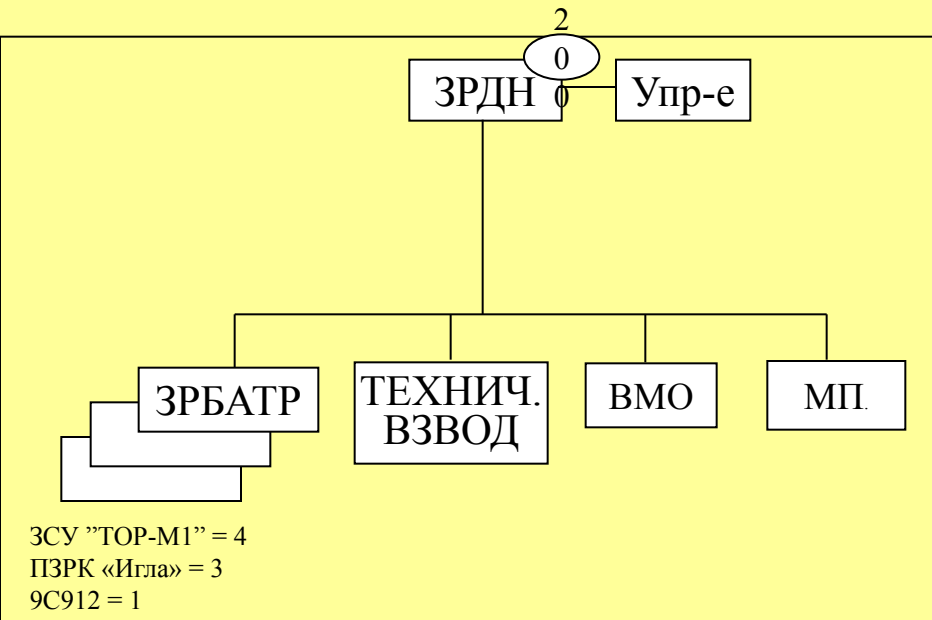 2
0
0
ЗРДН
Упр-е
ЗРБАТР
ТЕХНИЧ.
ВЗВОД
ВМО
МП.
ЗСУ ”ТОР-М1” = 4
ПЗРК «Игла» = 3
9С912 = 1